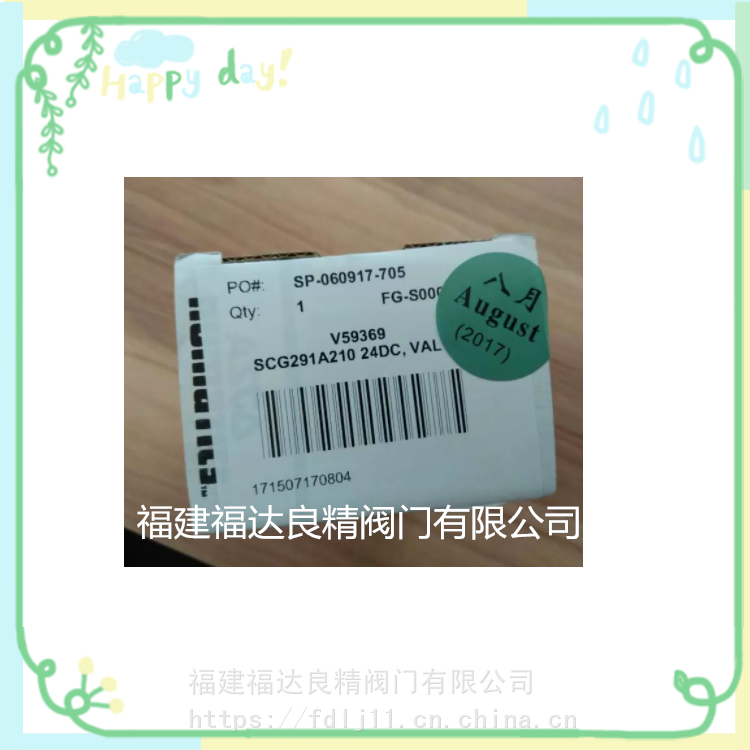 Happy day!
PO#: SP-060917-705
Qty: 1 FG-S00
八月
August
(2017)
V59369
SCG291A210 24DC, VAL
171507170804
福建福达良精阀门有限公司
福建福达良精阀门有限公司
https://fdlj11.cn.china.cn